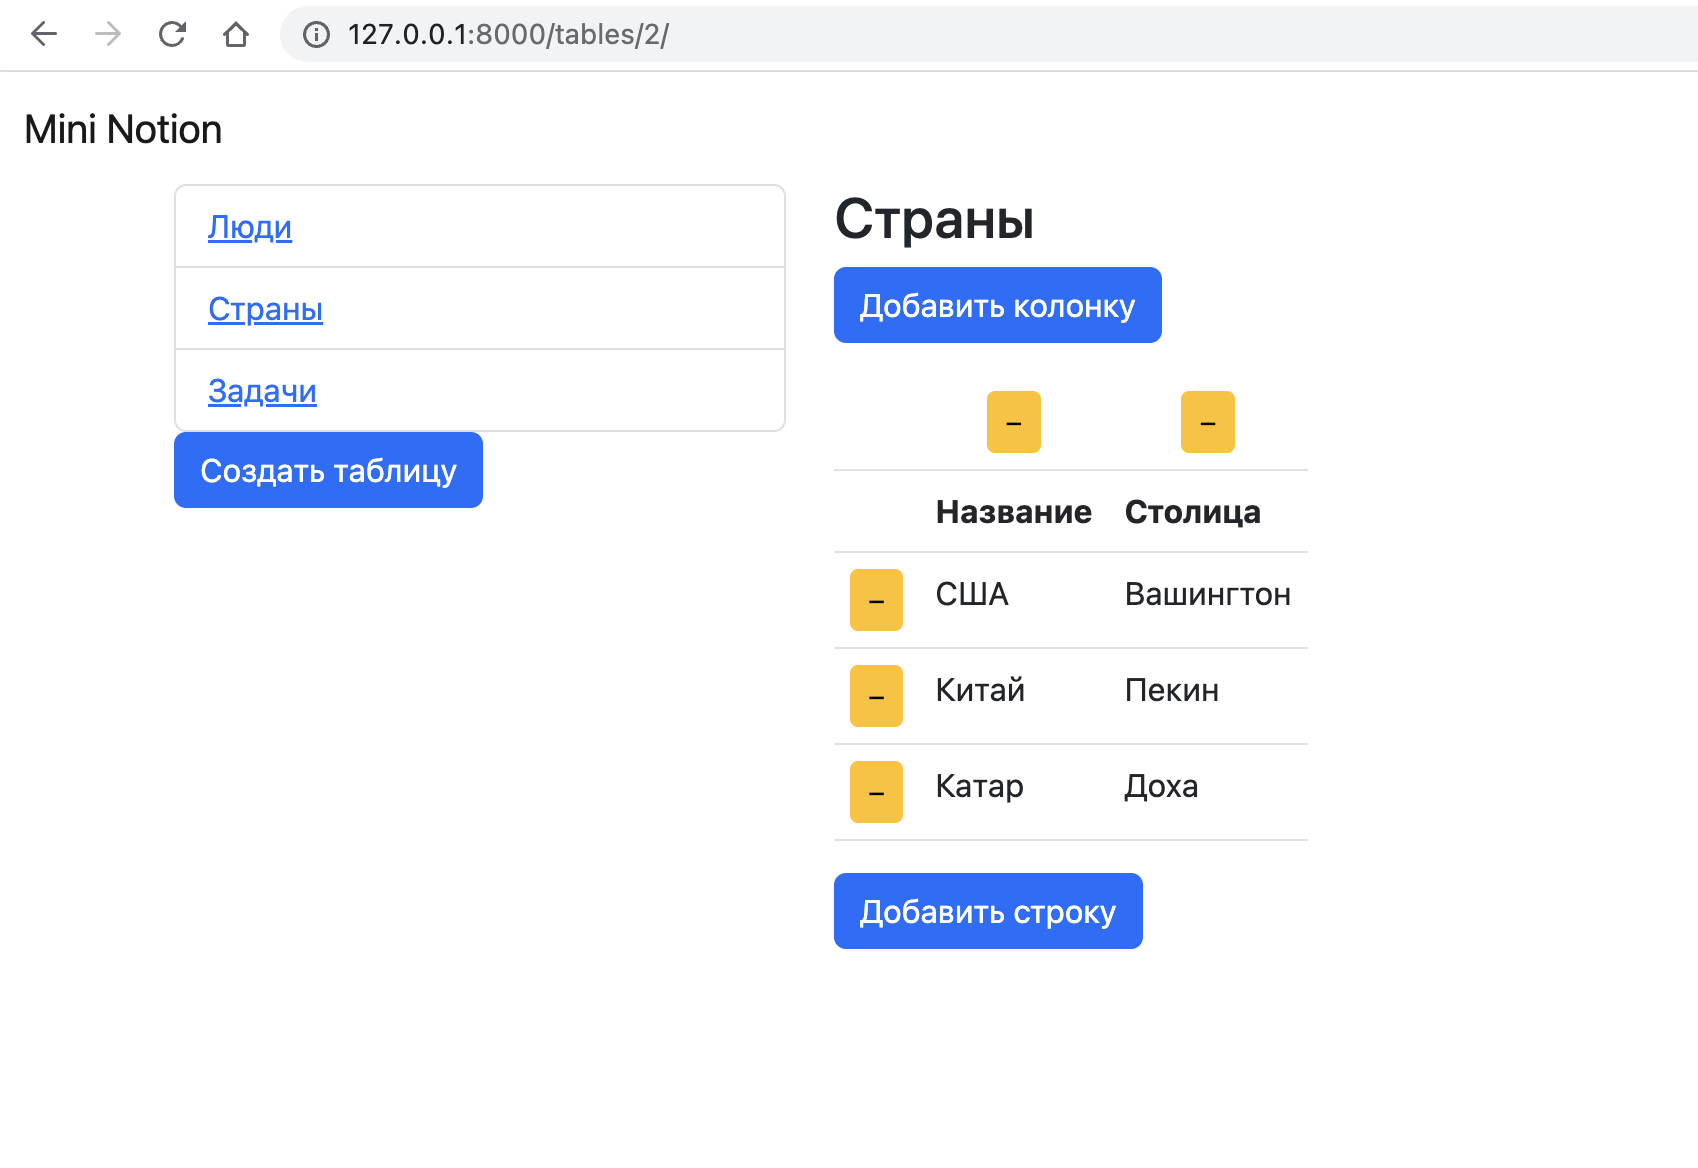 127.0.0.1:8000/tables/2/
Mini Notion
Люди
Страны
Задачи
Создать таблицу
Страны
Добавить колонку
– –
Название Столица
– США Вашингтон
– Китай Пекин
– Катар Доха
Добавить строку